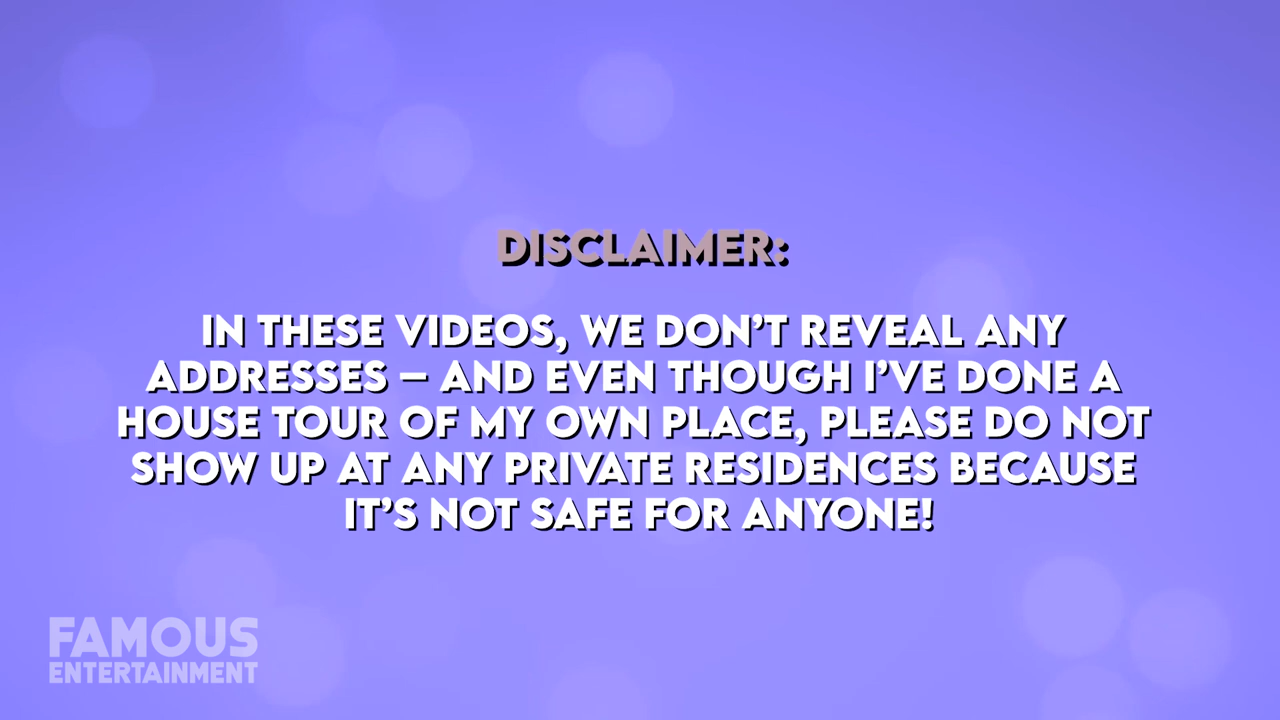 DISCLAIMER:
IN THESE VIDEOS, WE DON’T REVEAL ANY
ADDRESSES – AND EVEN THOUGH I’VE DONE A
HOUSE TOUR OF MY OWN PLACE, PLEASE DO NOT
SHOW UP AT ANY PRIVATE RESIDENCES BECAUSE
IT’S NOT SAFE FOR ANYONE!
FAMOUS
ENTERTAINMENT